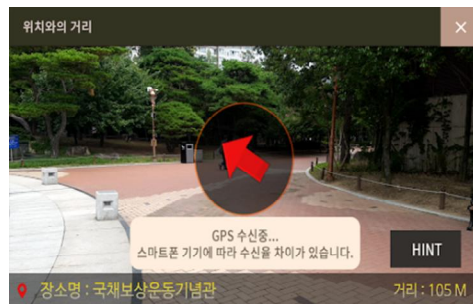 위치와의 거리
×
GPS 수신중...
스마트폰 기기에 따라 수신율 차이가 있습니다.
HINT
장소명 : 국채보상운동기념관
거리 : 105 M